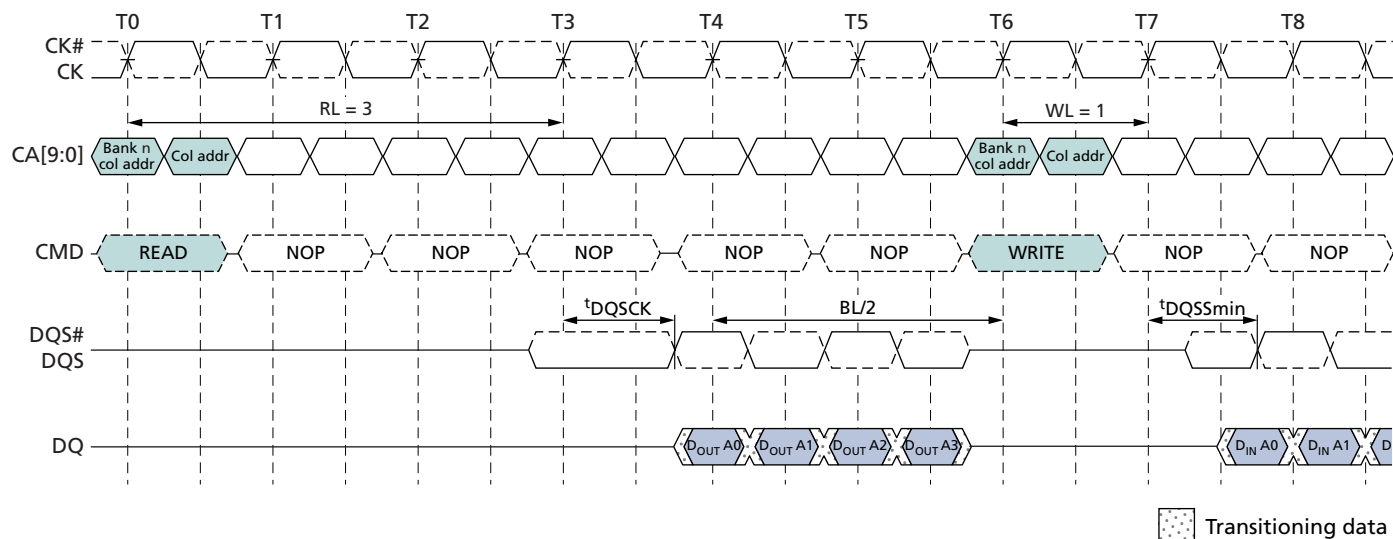 T0 T1 T2 T3 T4 T5 T6 T7 T8
CK#
CK
RL = 3 WL = 1
CA[9:0] Bank n col addr Col addr Bank n col addr Col addr
CMD READ NOP NOP NOP NOP NOP WRITE NOP NOP
tDQSCK BL/2 tDQSSmin
DQS#
DQS
DQ DOUT A0 DOUT A1 DOUT A2 DOUT A3 DIN A0 DIN A1 D
Transitioning data